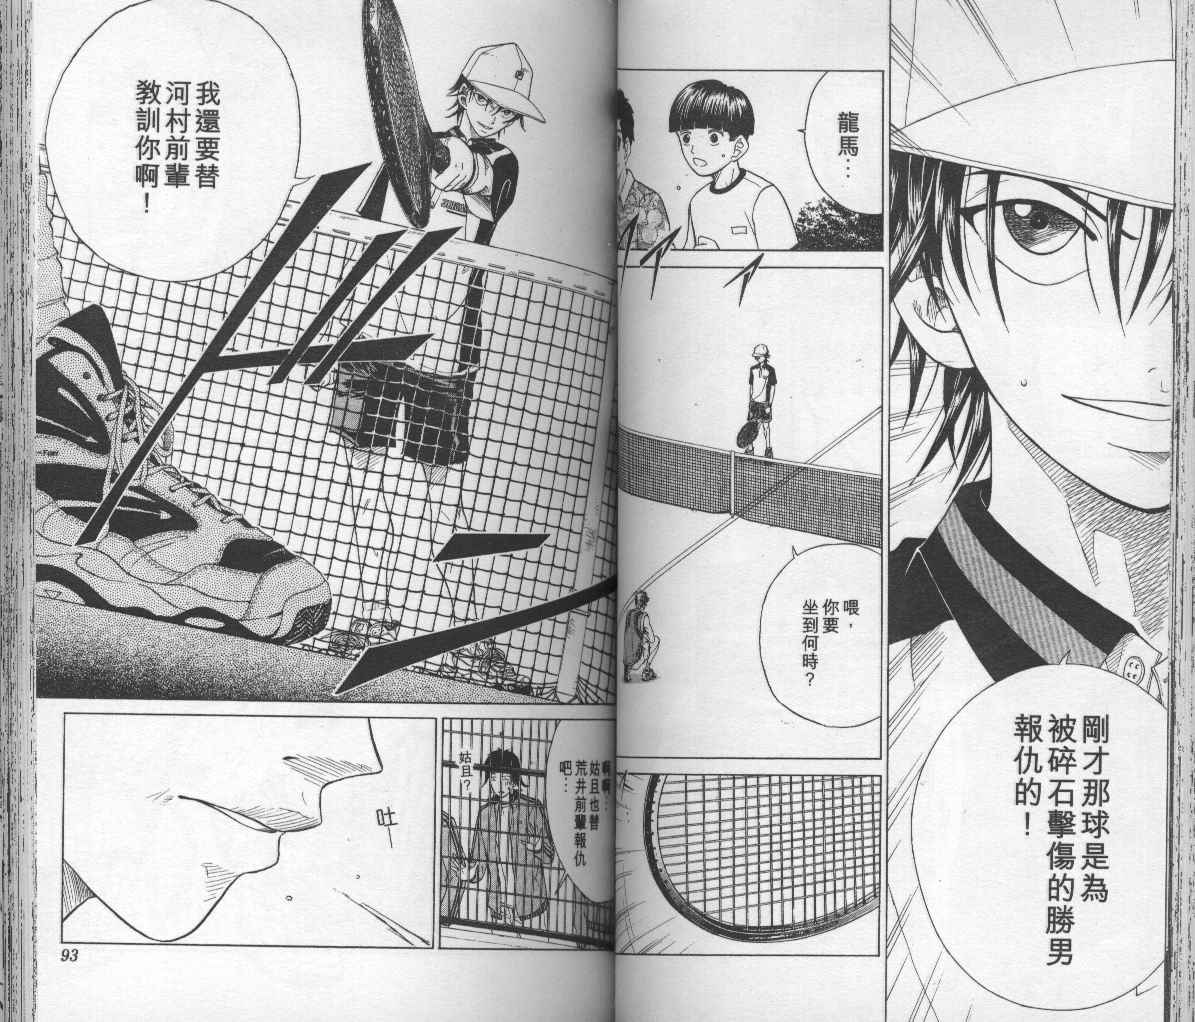 剛才那球是為
被碎石擊傷的勝男
報仇的！
龍馬…
喂，
你要
坐到何時？
我還要替
河村前輩
教訓你啊！
啊啊…
姑且也替
荒井前輩報仇
吧…
姑且？
吐
93